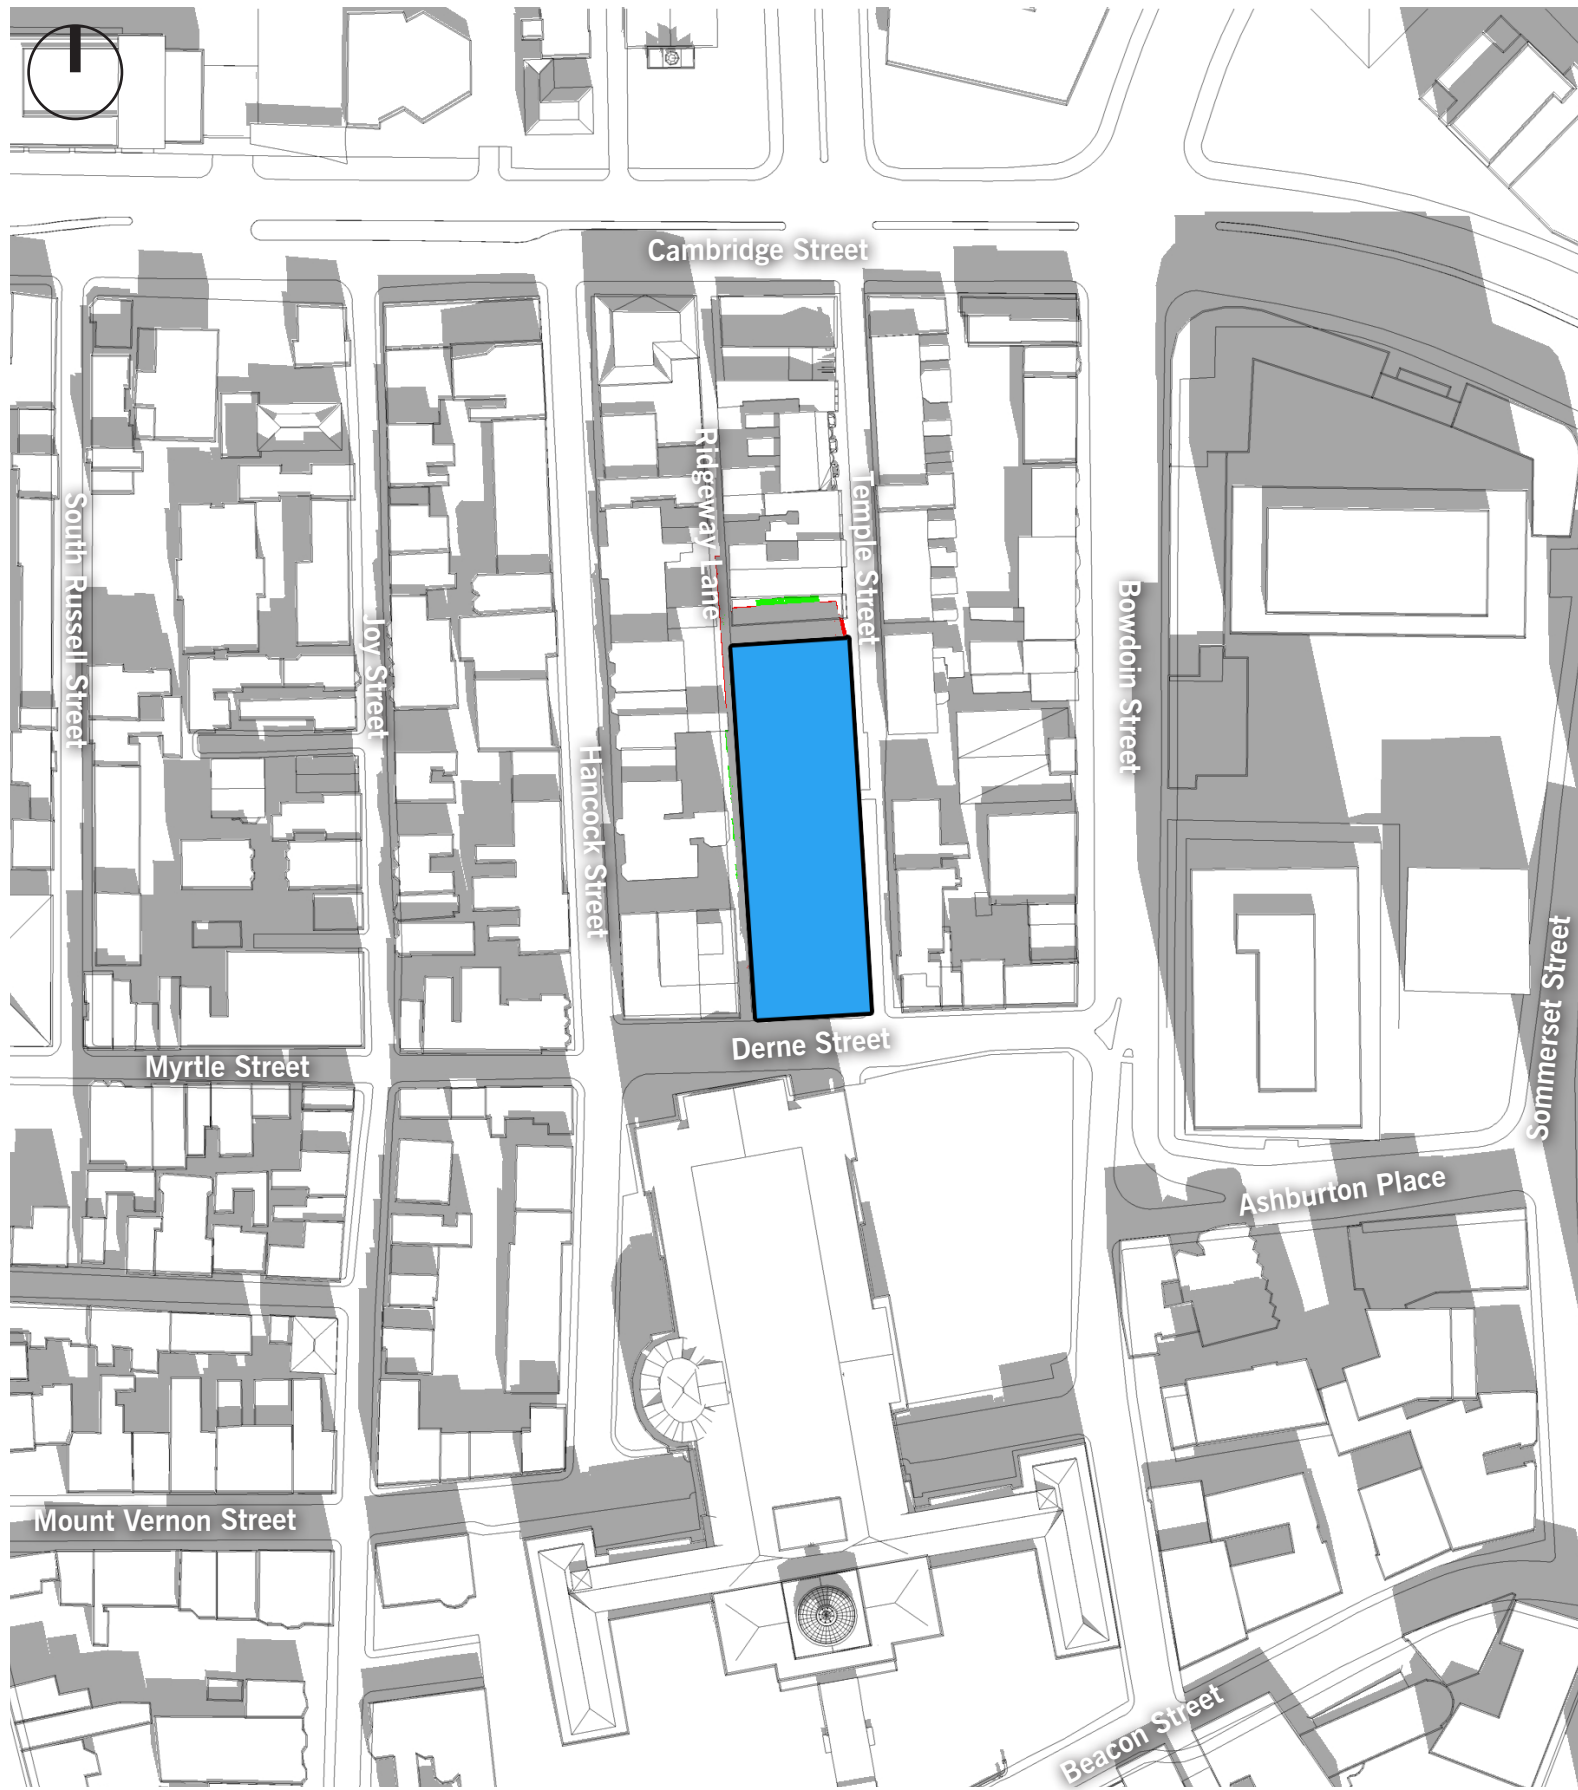 Cambridge Street
Ridgeway Lane
Temple Street
South Russell Street
Joy Street
Hancock Street
Bowdoin Street
Sommerset Street
Derne Street
Myrtle Street
Ashburton Place
Mount Vernon Street
Beacon Street